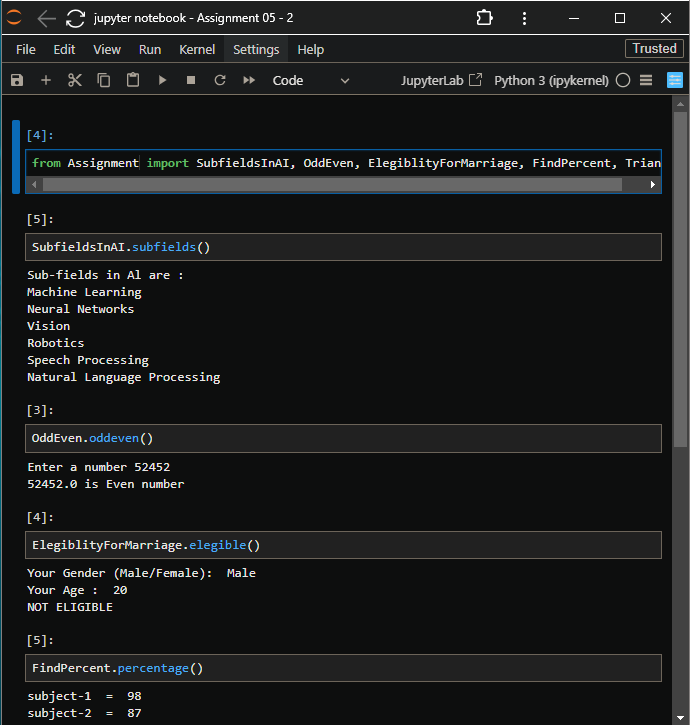 jupyter notebook - Assignment 05 - 2
File Edit View Run Kernel Settings Help Trusted
Code JupyterLab Python 3 (ipykernel)
[4]:
from Assignment import SubfieldsInAI, OddEven, ElegiblityForMarriage, FindPercent, Trian
[5]:
SubfieldsInAI.subfields()
Sub-fields in Al are :
Machine Learning
Neural Networks
Vision
Robotics
Speech Processing
Natural Language Processing
[3]:
OddEven.oddeven()
Enter a number 52452
52452.0 is Even number
[4]:
ElegiblityForMarriage.elegible()
Your Gender (Male/Female):  Male
Your Age :  20
NOT ELIGIBLE
[5]:
FindPercent.percentage()
subject-1  =  98
subject-2  =  87